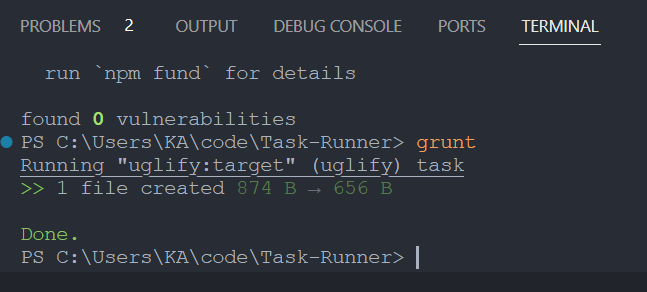 PROBLEMS 2 OUTPUT DEBUG CONSOLE PORTS TERMINAL
run `npm fund` for details
found 0 vulnerabilities
PS C:\Users\KA\code\Task-Runner> grunt
Running "uglify:target" (uglify) task
>> 1 file created 874 B → 656 B
Done.
PS C:\Users\KA\code\Task-Runner>